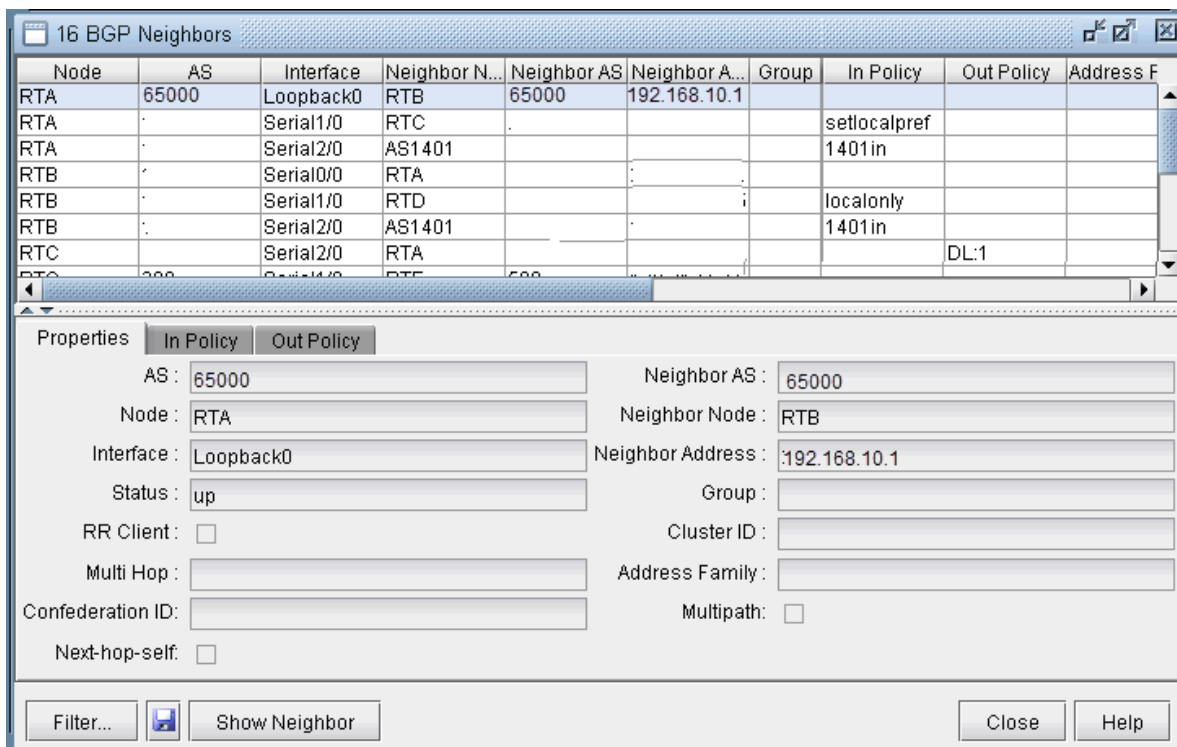 16 BGP Neighbors
Node AS Interface Neighbor N... Neighbor AS Neighbor A... Group In Policy Out Policy Address F
RTA 65000 Loopback0 RTB 65000 192.168.10.1
RTA Serial1/0 RTC setlocalpref
RTA Serial2/0 AS1401 1401in
RTB Serial0/0 RTA
RTB Serial1/0 RTD localonly
RTB Serial2/0 AS1401 1401in
RTC Serial2/0 RTA DL:1
Properties In Policy Out Policy
AS : 65000 Neighbor AS : 65000
Node : RTA Neighbor Node : RTB
Interface : Loopback0 Neighbor Address : 192.168.10.1
Status : up Group :
RR Client : Cluster ID :
Multi Hop : Address Family :
Confederation ID: Multipath:
Next-hop-self:
Filter... Show Neighbor Close Help